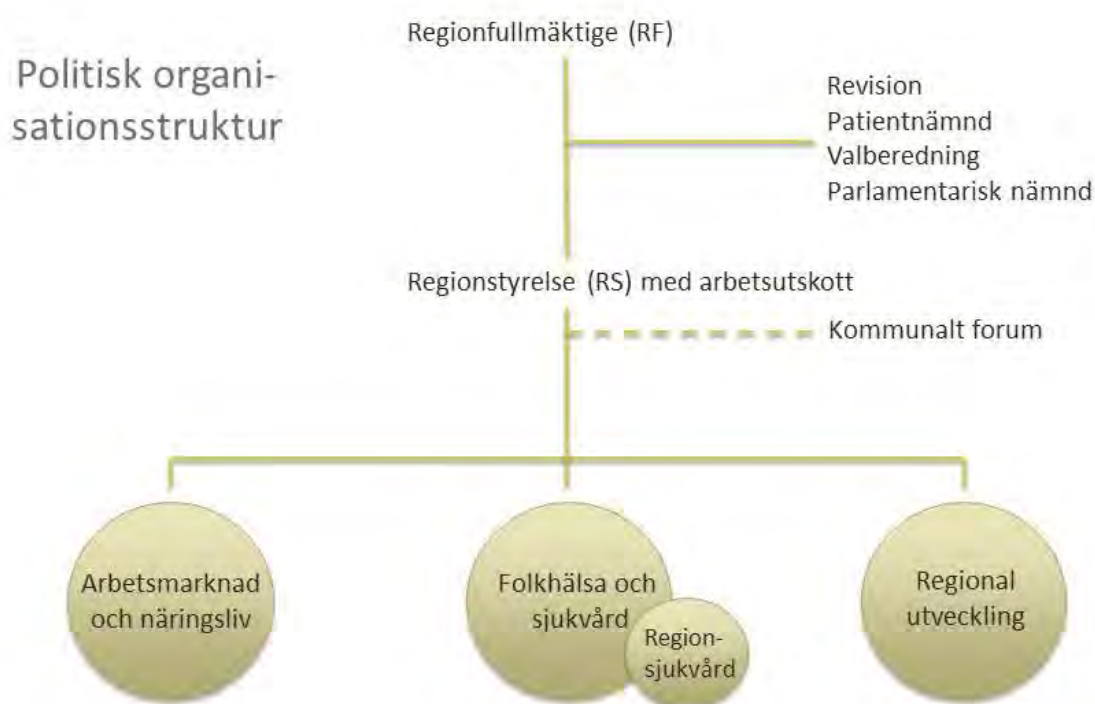 Politisk organi-
sationsstruktur
Regionfullmäktige (RF)
Revision
Patientnämnd
Valberedning
Parlamentarisk nämnd
Regionstyrelse (RS) med arbetsutskott
Kommunalt forum
Arbetsmarknad
och näringsliv
Folkhälsa och
sjukvård
Region-
sjukvård
Regional
utveckling